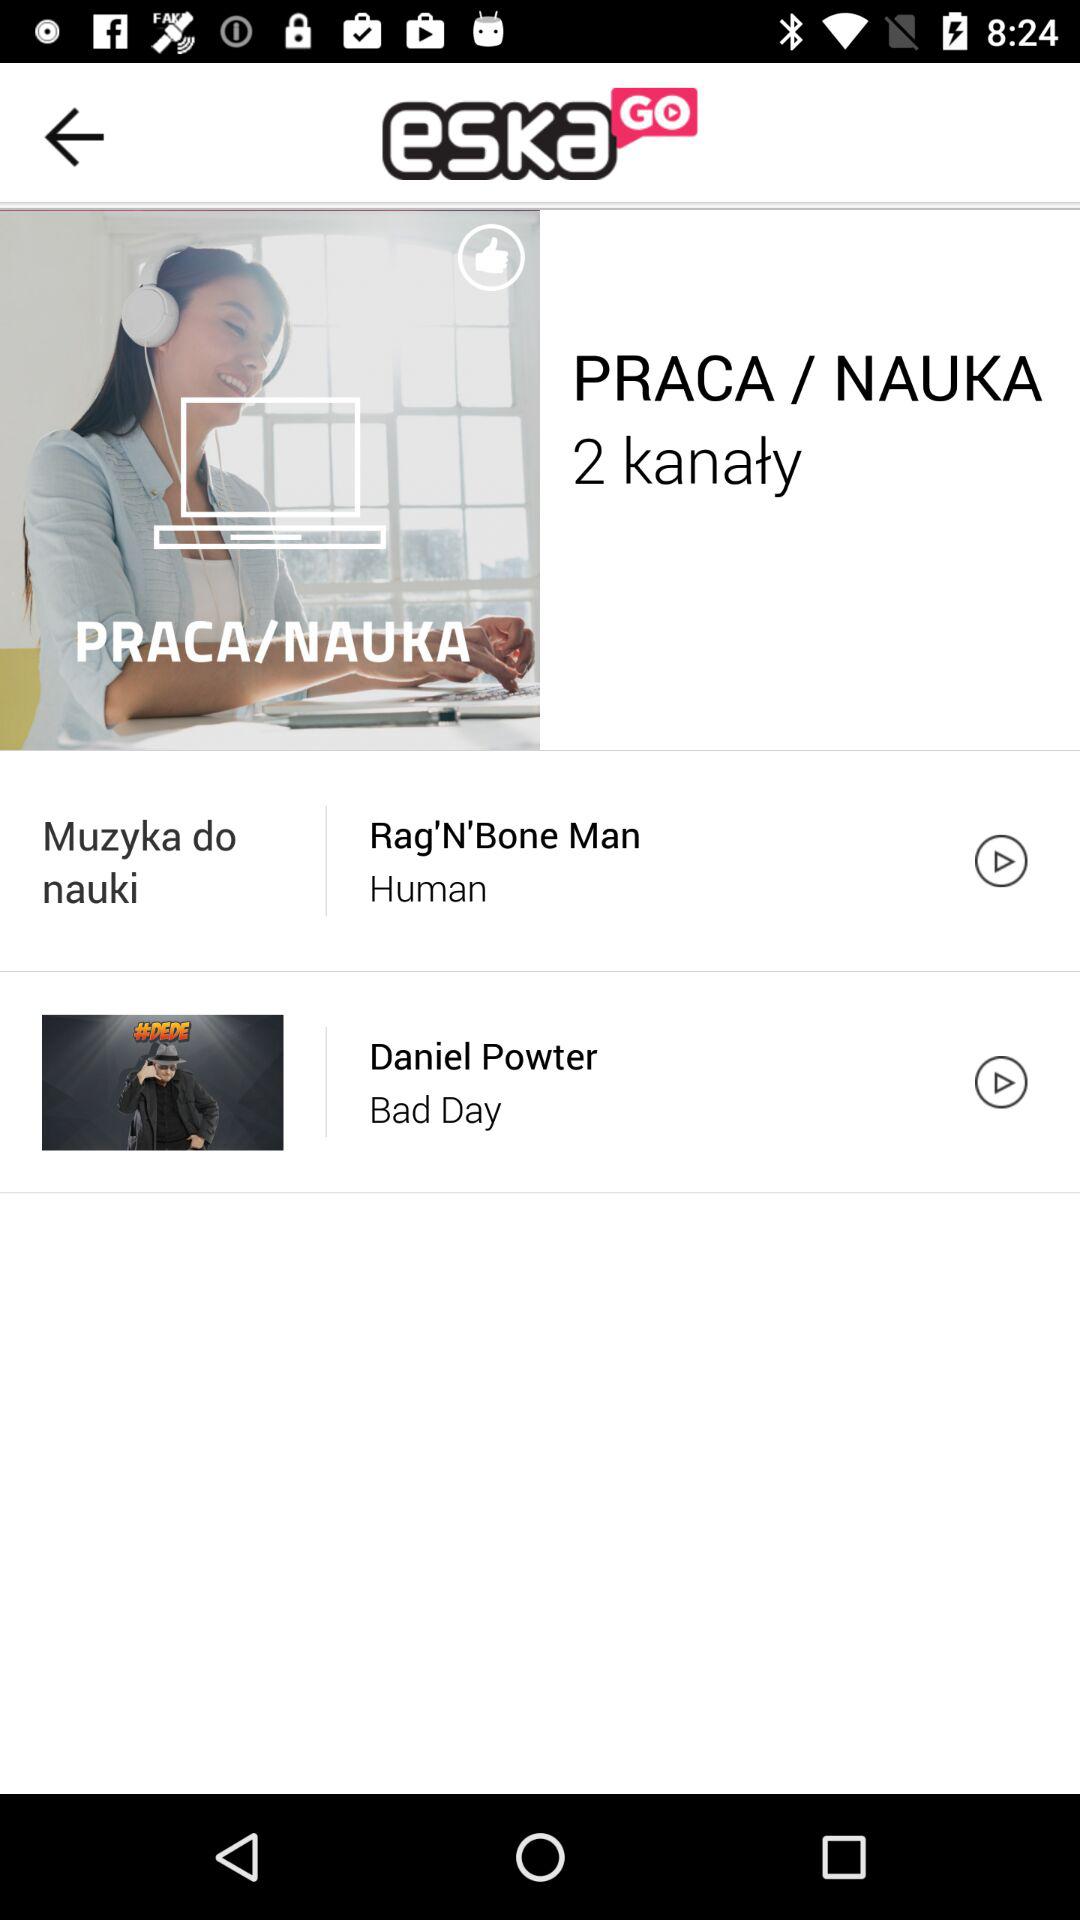 FAKE
8:24
eska GO
PRACA/NAUKA
PRACA / NAUKA
2 kanały
Muzyka do
nauki
Rag'N'Bone Man
Human
#DEDE
Daniel Powter
Bad Day